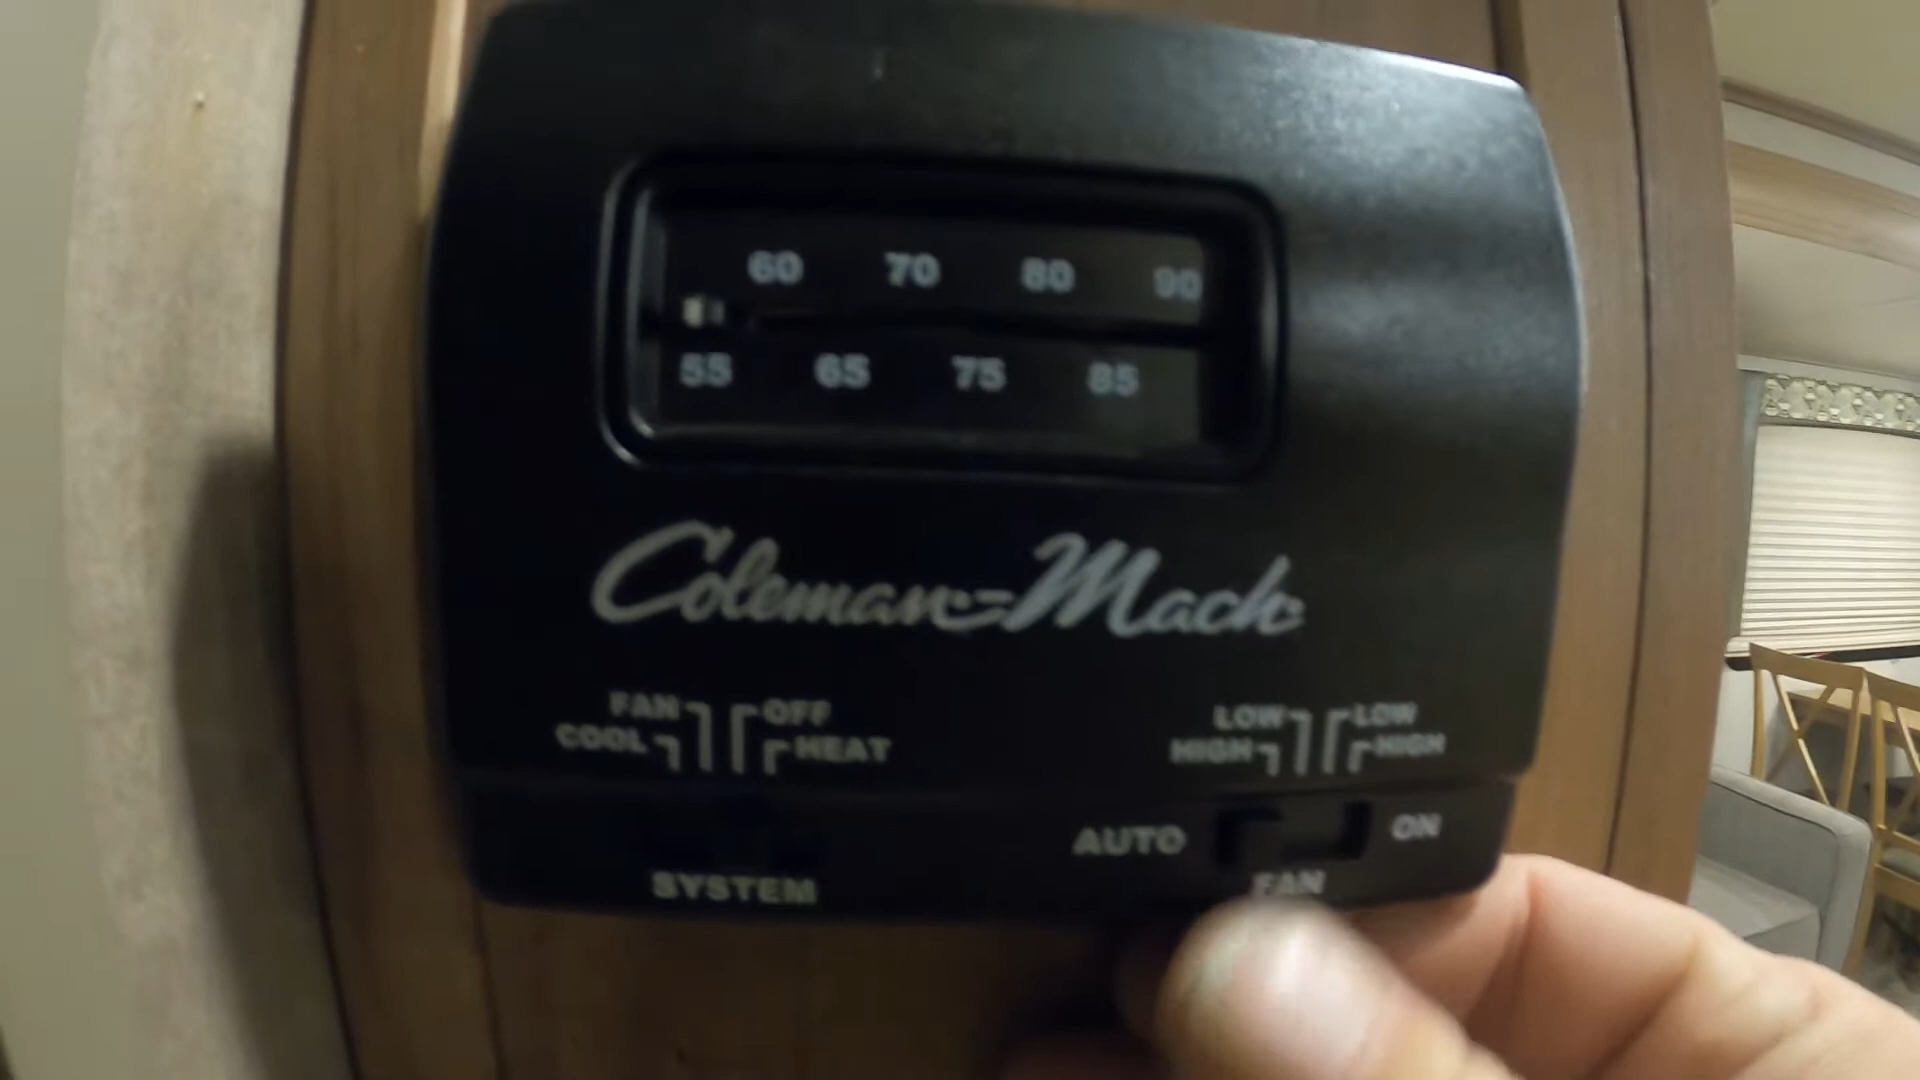 60 70 80 90
55 65 75 85
Coleman-Mach
FAN OFF
COOL HEAT
LOW LOW
HIGH HIGH
AUTO ON
SYSTEM
FAN